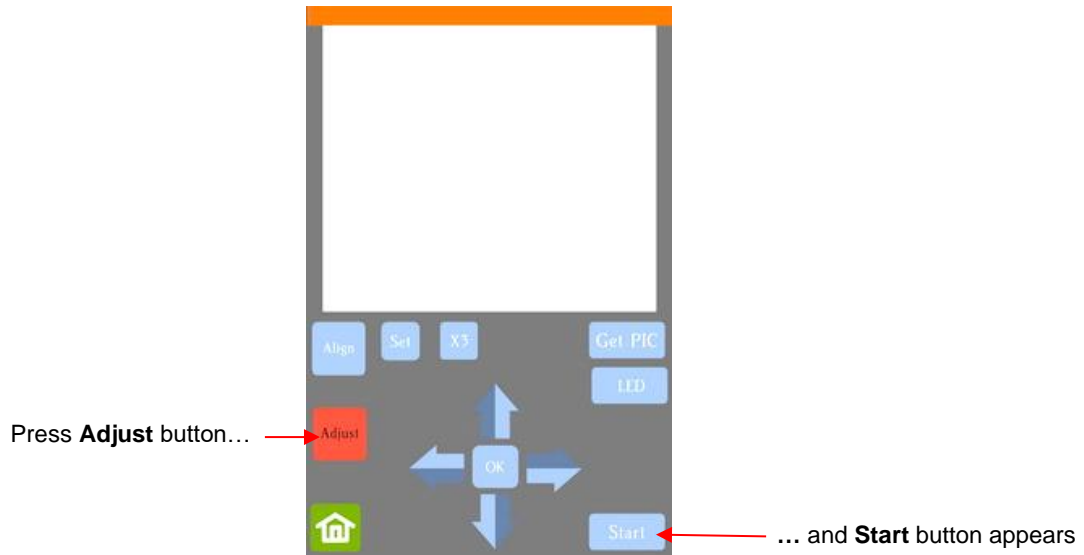 Align
Set
X3
Get PIC
LED
Press Adjust button…
Adjust
OK
Start
… and Start button appears